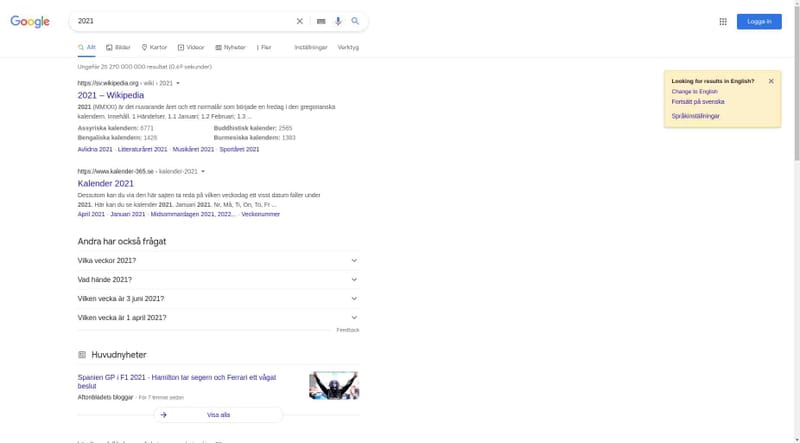 Google
2021
Logga in
Allt
Bilder
Kartor
Videor
Nyheter
Fler
Inställningar
Verktyg
Ungefär 25 270 000 000 resultat (0,69 sekunder)
https://sv.wikipedia.org › wiki › 2021
2021 – Wikipedia
2021 (MMXXI) är det nuvarande året och ett normalår som började en fredag i den gregorianska
kalendern. Innehåll. 1 Händelser. 1.1 Januari; 1.2 Februari; 1.3 ...
Assyriska kalendern: 6771
Buddhistisk kalender: 2565
Bengaliska kalendern: 1428
Burmesiska kalendern: 1383
Avlidna 2021 · Litteraturåret 2021 · Musikåret 2021 · Sportåret 2021
https://www.kalender-365.se › kalender-2021
Kalender 2021
Dessutom kan du via den här sajten ta reda på vilken veckodag ett visst datum faller under
2021. Här kan du se kalender 2021. Januari 2021. Nr, Må, Ti, On, To, Fr ...
April 2021 · Januari 2021 · Midsommardagen 2021, 2022... · Veckonummer
Andra har också frågat
Vilka veckor 2021?
Vad hände 2021?
Vilken vecka är 3 juni 2021?
Vilken vecka är 1 april 2021?
Feedback
Huvudnyheter
Spanien GP i F1 2021 - Hamilton tar segern och Ferrari ett vågat
beslut
Aftonbladets bloggar · För 7 timmar sedan
Visa alla
Looking for results in English?
Change to English
Fortsätt på svenska
Språkinställningar